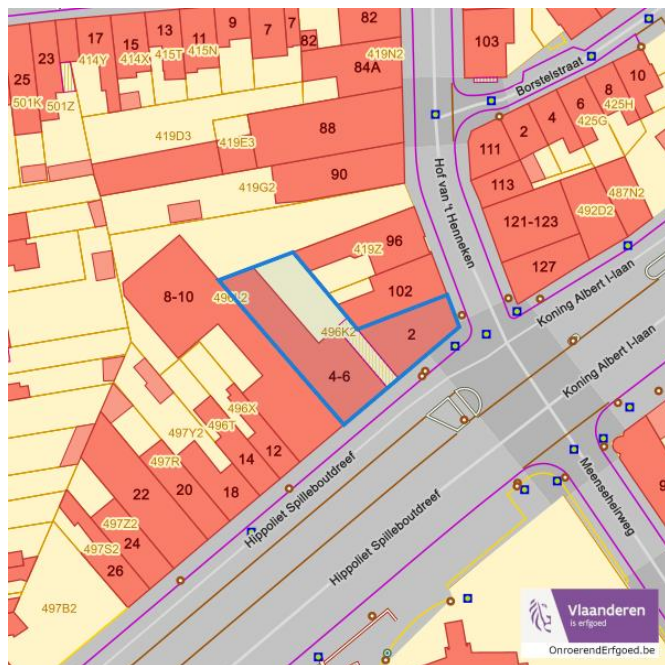 17
13
9
7
7
82
82
23
15
11
103
414Y
414X
415T
415N
419N2
84A
25
501K
501Z
Borstelstraat
10
8
6
4
2
425H
425G
88
419D3
419E3
111
90
113
487N2
492D2
419G2
121-123
Hof van 't Henneken
96
419Z
127
102
8-10
496L2
496K2
2
4-6
Koning Albert I-laan
Koning Albert I-laan
496X
496T
497Y2
497R
12
14
18
20
22
497Z2
24
497S2
26
497B2
Hippoliet Spilleboutdreef
Hippoliet Spilleboutdreef
Meenseheirweg
9
Vlaanderen
is erfgoed
OnroerendErfgoed.be